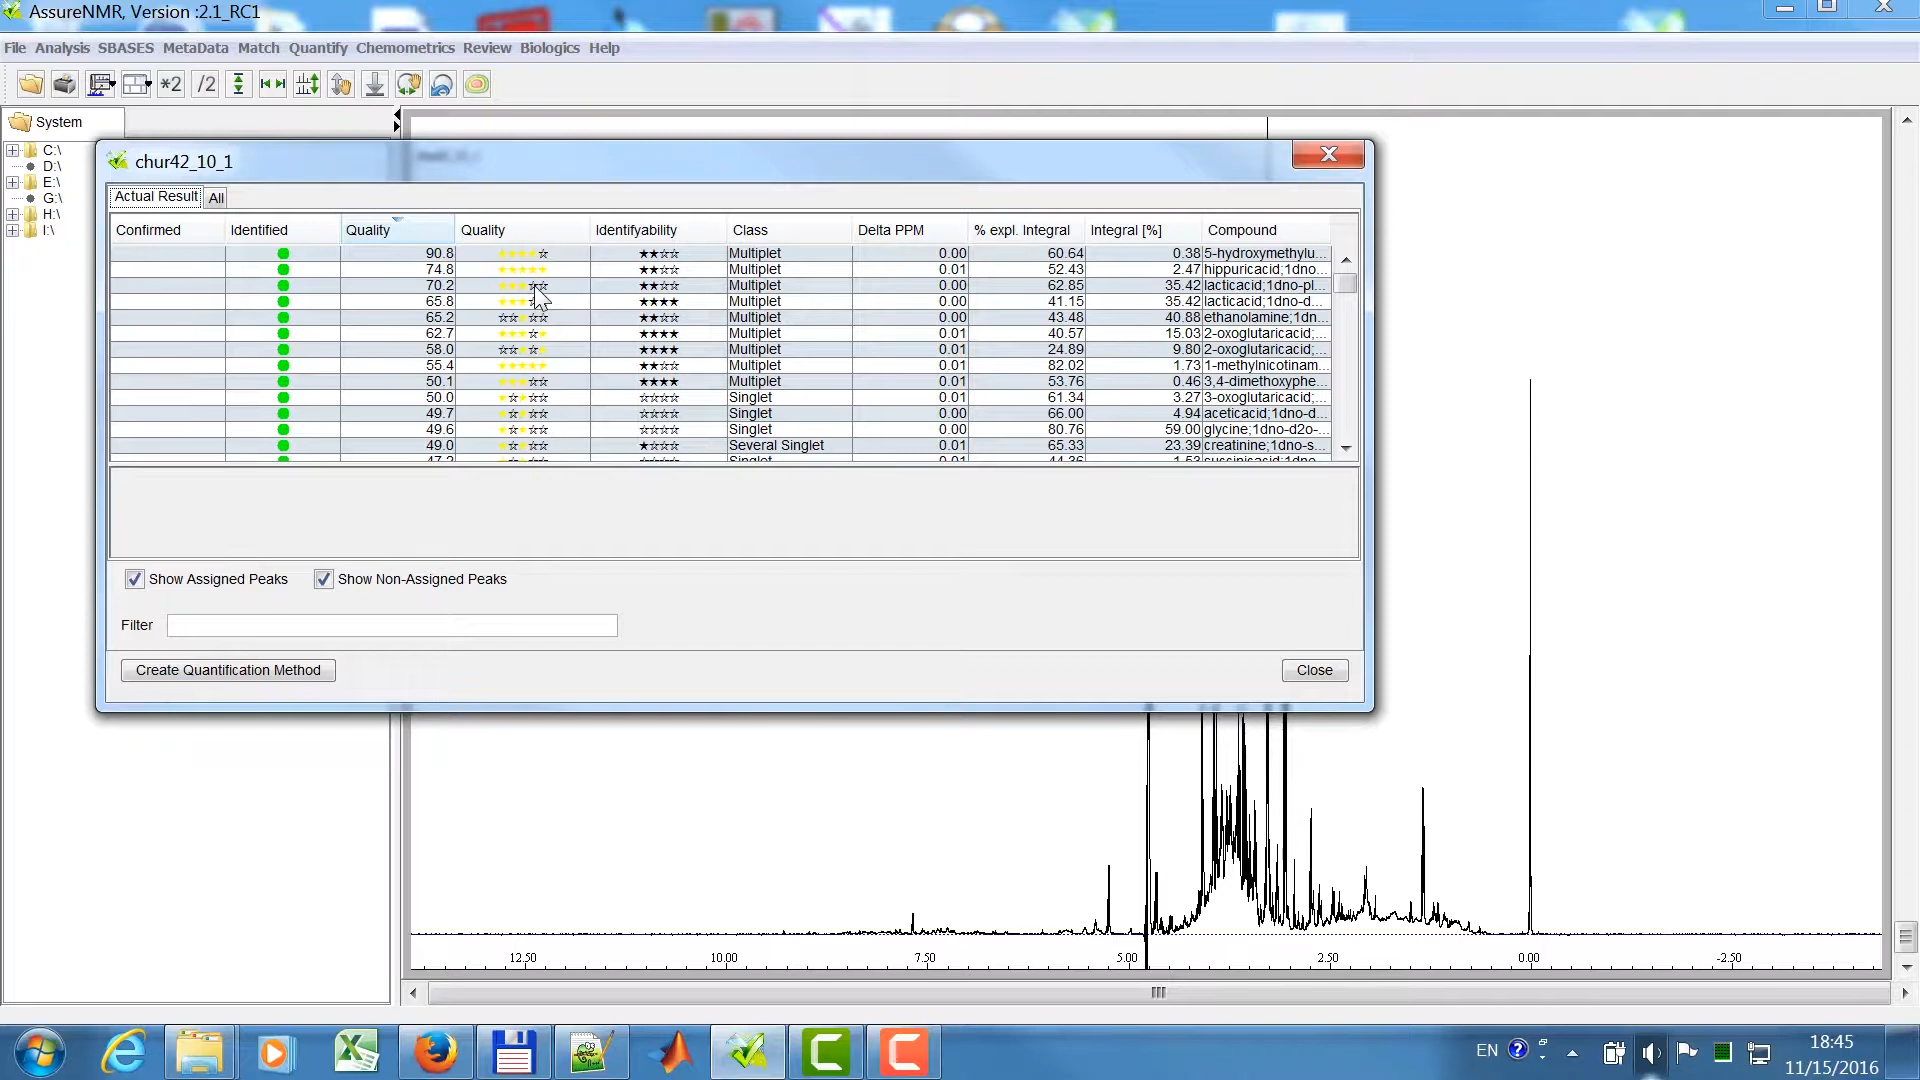 AssureNMR, Version :2.1_RC1
File Analysis SBASES MetaData Match Quantify Chemometrics Review Biologics Help
*2 /2
System
C:\
D:\
E:\
G:\
H:\
I:\
chur42_10_1
Actual Result All
Confirmed Identified Quality Quality Identifyability Class Delta PPM % expl. Integral Integral [%] Compound
90.8 Multiplet 0.00 60.64 0.38 5-hydroxymethylu...
74.8 Multiplet 0.01 52.43 2.47 hippuricacid;1dno...
70.2 Multiplet 0.00 62.85 35.42 lacticacid;1dno-pl...
65.8 Multiplet 0.00 41.15 35.42 lacticacid;1dno-d...
65.2 Multiplet 0.00 43.48 40.88 ethanolamine;1dn...
62.7 Multiplet 0.01 40.57 15.03 2-oxoglutaricacid;...
58.0 Multiplet 0.01 24.89 9.80 2-oxoglutaricacid;...
55.4 Multiplet 0.01 82.02 1.73 1-methylnicotinam...
50.1 Multiplet 0.01 53.76 0.46 3,4-dimethoxyphe...
50.0 Singlet 0.01 61.34 3.27 3-oxoglutaricacid;...
49.7 Singlet 0.00 66.00 4.94 aceticacid;1dno-d...
49.6 Singlet 0.00 80.76 59.00 glycine;1dno-d2o-...
49.0 Several Singlet 0.01 65.33 23.39 creatinine;1dno-s...
47.2 Singlet 0.01 44.36 1.53 succinicacid;1dno...
Show Assigned Peaks Show Non-Assigned Peaks
Filter
Create Quantification Method Close
12.50 10.00 7.50 5.00 2.50 0.00 -2.50
EN
18:45
11/15/2016